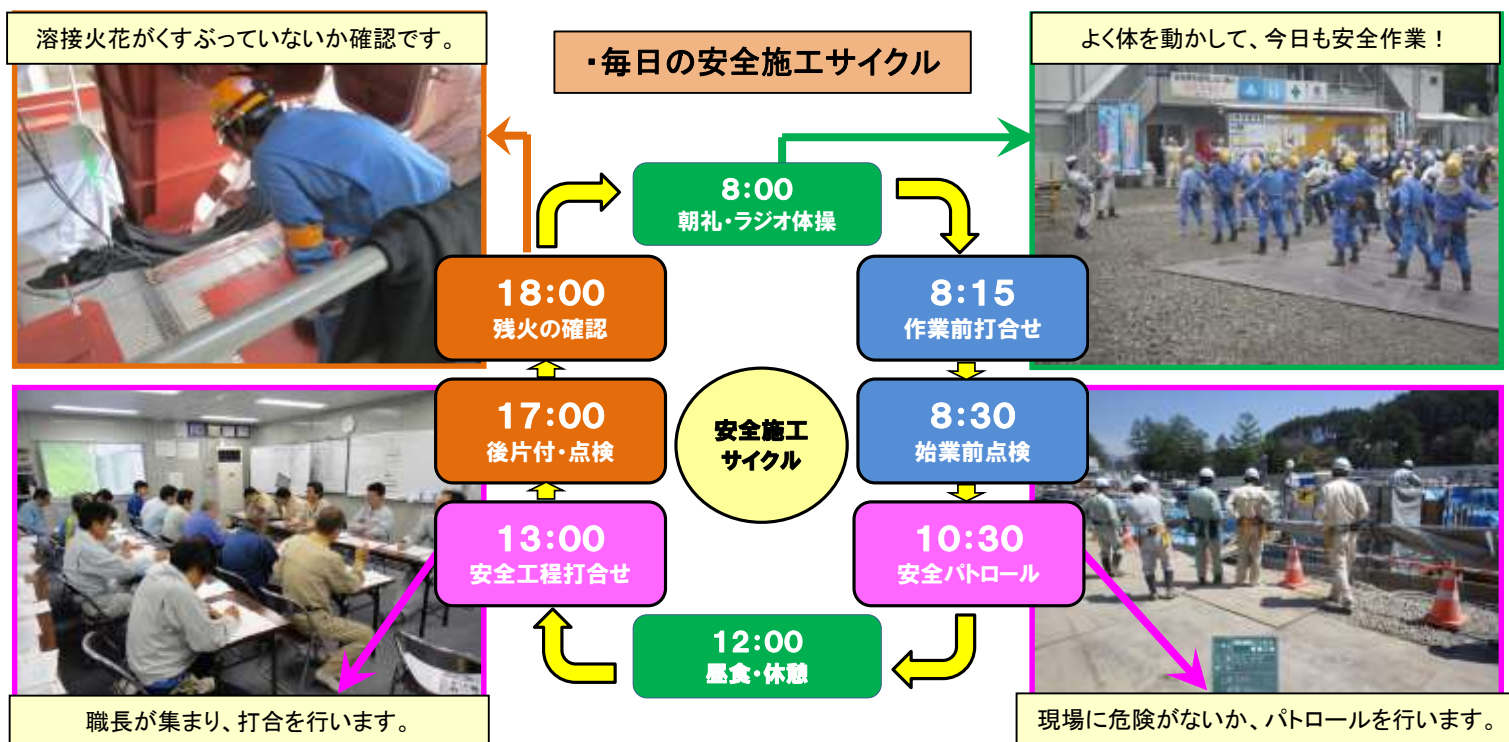 ・毎日の安全施工サイクル
溶接火花がくすぶっていないか確認です。
よく体を動かして、今日も安全作業！
8:00
朝礼・ラジオ体操
8:15
作業前打合せ
8:30
始業前点検
10:30
安全パトロール
12:00
昼食・休憩
13:00
安全工程打合せ
17:00
後片付・点検
18:00
残火の確認
安全施工
サイクル
職長が集まり、打合を行います。
現場に危険がないか、パトロールを行います。